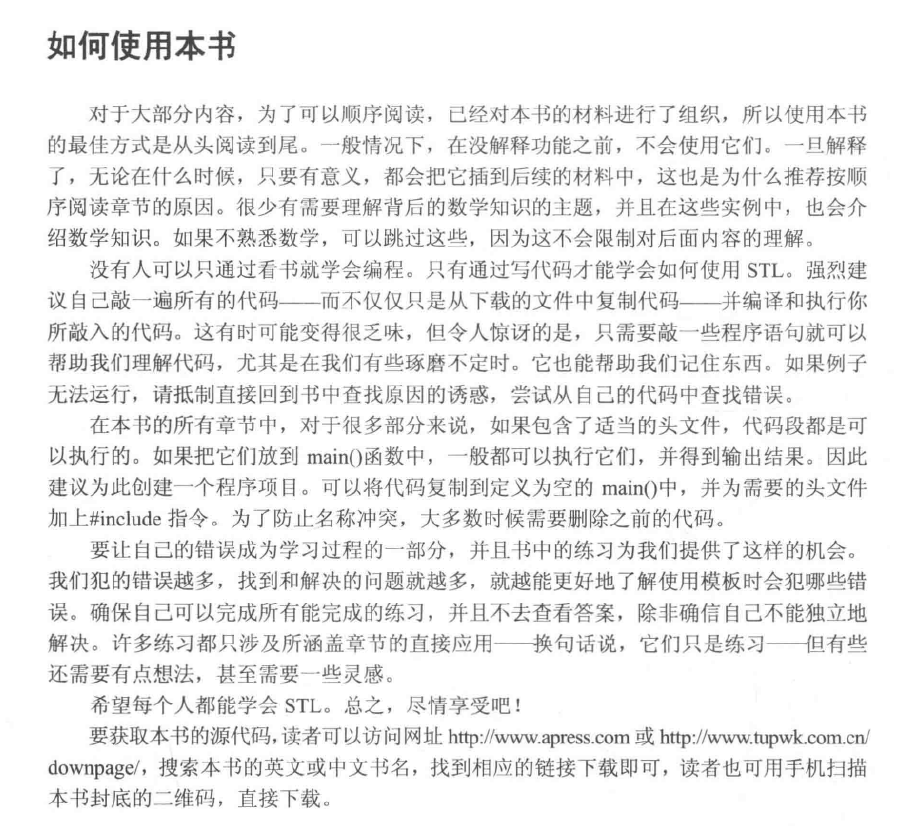 如何使用本书
对于大部分内容，为了可以顺序阅读，已经对本书的材料进行了组织，所以使用本书
的最佳方式是从头阅读到尾。一般情况下，在没解释功能之前，不会使用它们。一旦解释
了，无论在什么时候，只要有意义，都会把它插到后续的材料中，这也是为什么推荐按顺
序阅读章节的原因。很少有需要理解背后的数学知识的主题，并且在这些实例中，也会介
绍数学知识。如果不熟悉数学，可以跳过这些，因为这不会限制对后面内容的理解。
没有人可以只通过看书就学会编程。只有通过写代码才能学会如何使用 STL。强烈建
议自己敲一遍所有的代码——而不仅仅只是从下载的文件中复制代码——并编译和执行你
所敲入的代码。这有时可能变得很乏味，但令人惊讶的是，只需要敲一些程序语句就可以
帮助我们理解代码，尤其是在我们有些琢磨不定时。它也能帮助我们记住东西。如果例子
无法运行，请抵制直接回到书中查找原因的诱惑，尝试从自己的代码中查找错误。
在本书的所有章节中，对于很多部分来说，如果包含了适当的头文件，代码段都是可
以执行的。如果把它们放到 main()函数中，一般都可以执行它们，并得到输出结果。因此
建议为此创建一个程序项目。可以将代码复制到定义为空的 main()中，并为需要的头文件
加上#include 指令。为了防止名称冲突，大多数时候需要删除之前的代码。
要让自己的错误成为学习过程的一部分，并且书中的练习为我们提供了这样的机会。
我们犯的错误越多，找到和解决的问题就越多，就越能更好地了解使用模板时会犯哪些错
误。确保自己可以完成所有能完成的练习，并且不去查看答案，除非确信自己不能独立地
解决。许多练习都只涉及所涵盖章节的直接应用——换句话说，它们只是练习——但有些
还需要有点想法，甚至需要一些灵感。
希望每个人都能学会 STL。总之，尽情享受吧！
要获取本书的源代码，读者可以访问网址 http://www.apress.com 或 http://www.tupwk.com.cn/
downpage/，搜索本书的英文或中文书名，找到相应的链接下载即可，读者也可用手机扫描
本书封底的二维码，直接下载。